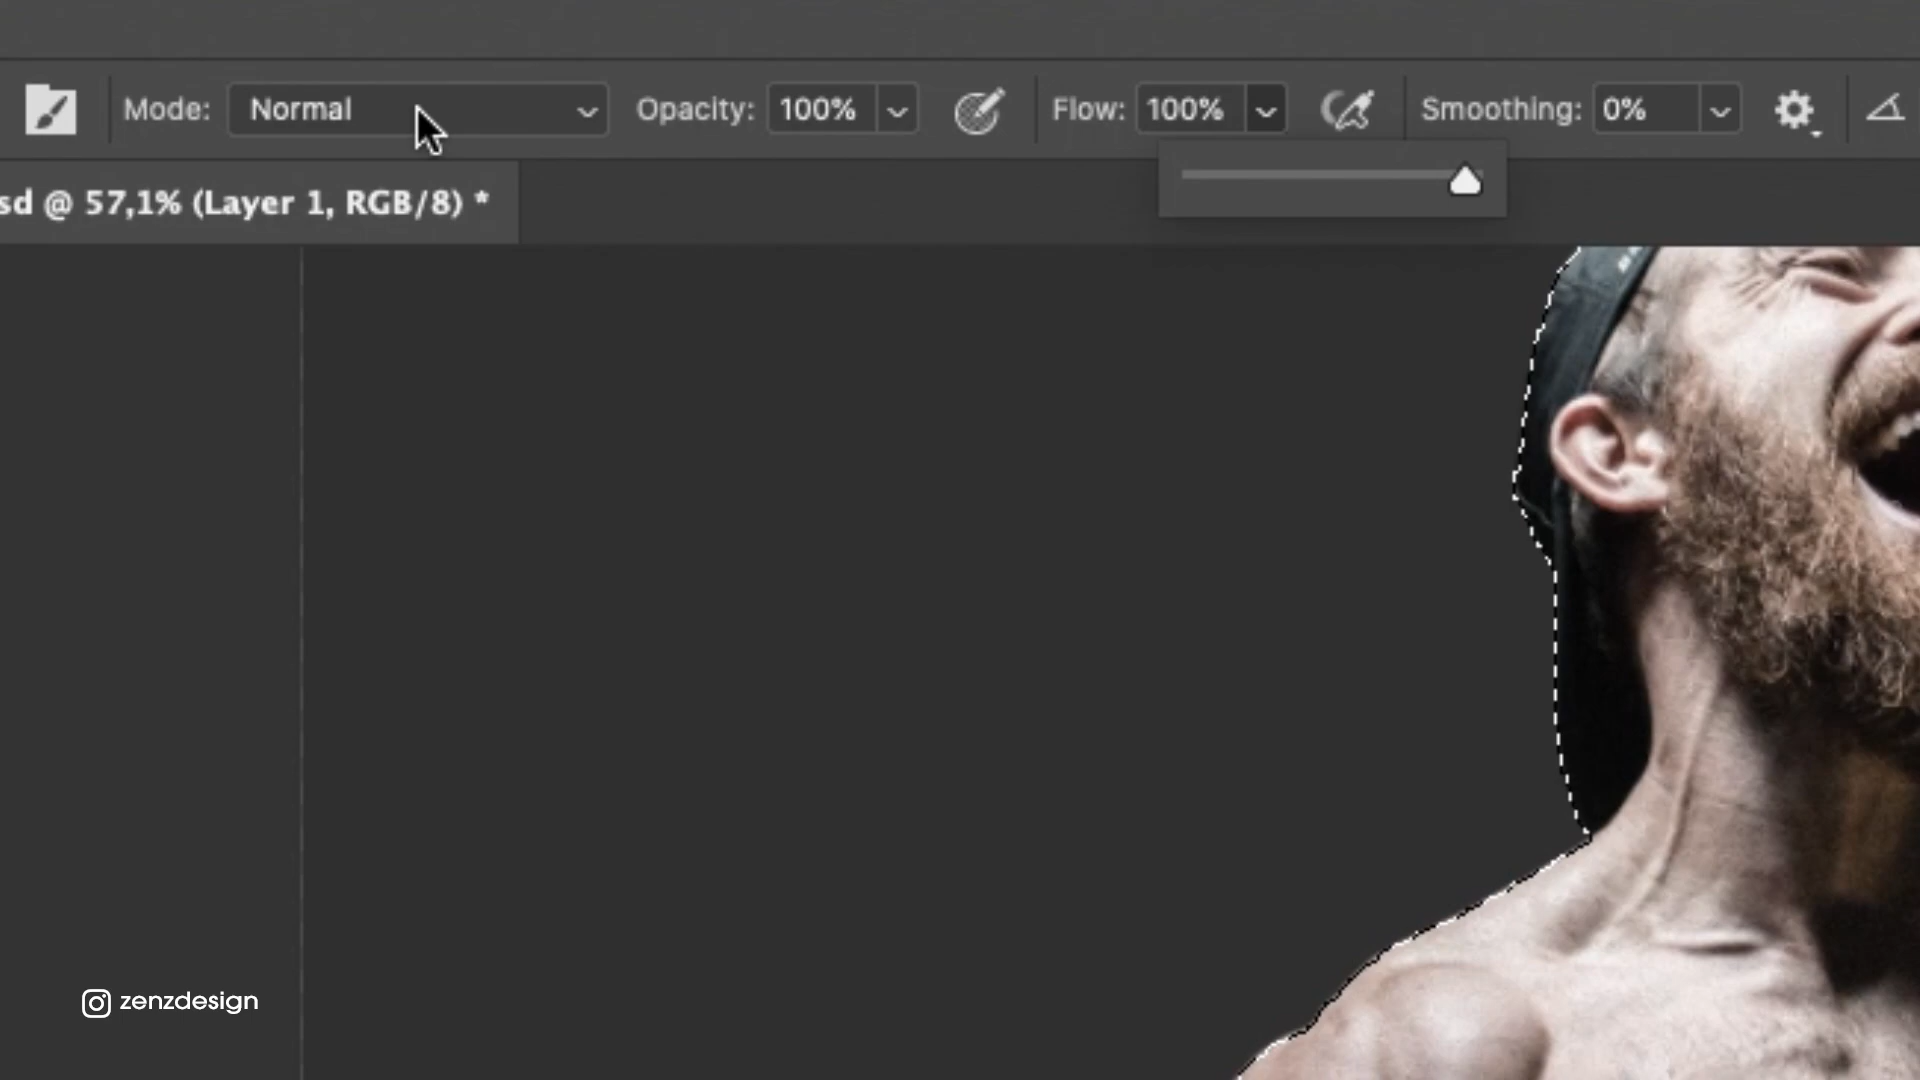 Mode: Normal Opacity: 100% Flow: 100% Smoothing: 0%
sd @ 57,1% (Layer 1, RGB/8) *
zenzdesign